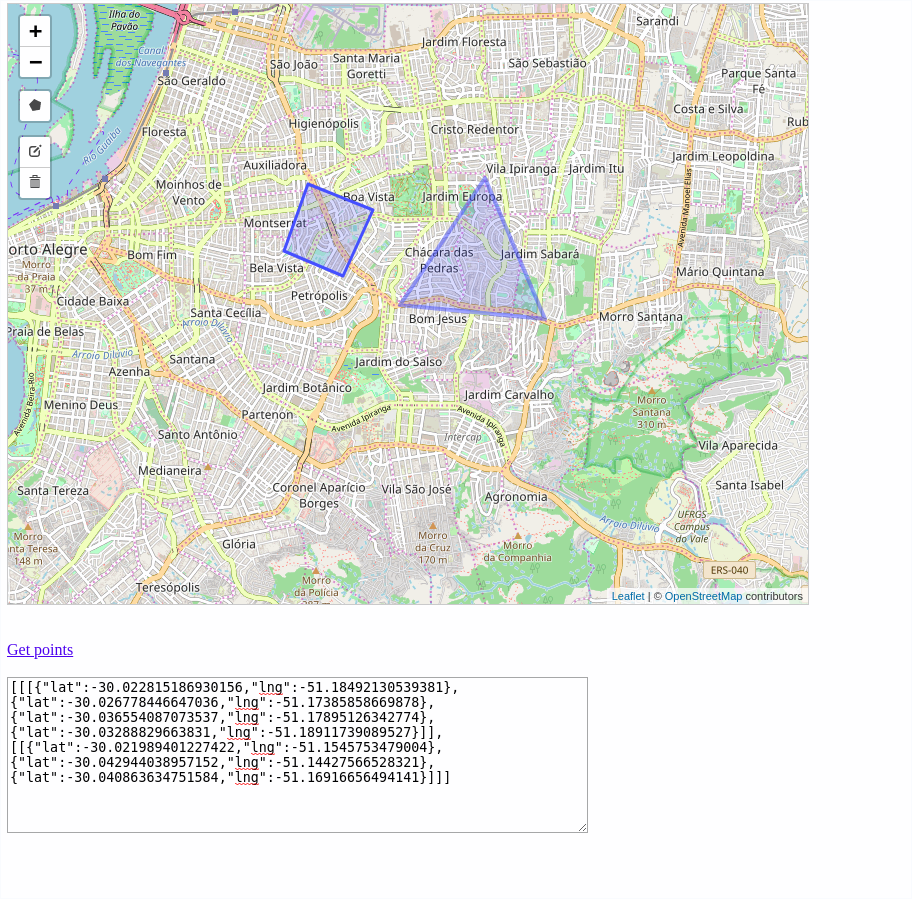 Ilha do
Pavão
Canal
dos Navegantes
Sarandi
Jardim Floresta
Santa Maria
Goretti
São João
São Sebastião
Parque Santa
Fé
São Geraldo
Costa e Silva
Rub
Floresta
Higienópolis
Cristo Redentor
Rio Guaíba
Auxiliadora
Vila Ipiranga
Jardim Itu
Jardim Leopoldina
Moinhos de
Vento
Boa Vista
Jardim Europa
Avenida Manoel Elias
Montserrat
orto Alegre
Bom Fim
Chácara das
Pedras
Jardim Sabará
Morro
da Praia
37 m
Bela Vista
Mário Quintana
Cidade Baixa
Petrópolis
Santa Cecília
Bom Jesus
Morro Santana
Praia de Belas
Arroio Dilúvio
Arroio Dilúvio
Santana
Jardim do Salso
Azenha
Jardim Botânico
Jardim Carvalho
Avenida Beira-Rio
Menino Deus
Partenon
Avenida Ipiranga
Avenida Ipiranga
Morro
Santana
310 m
Santo Antônio
Intercap
Vila Aparecida
Medianeira
Santa Tereza
Coronel Aparício
Borges
Vila São José
Agronomia
Santa Isabel
Arroio Dilúvio
UFRGS
Campus
do Vale
Morro
nta Teresa
148 m
Glória
Morro
da Cruz
170 m
Morro
da Companhia
ERS-040
Teresópolis
Morro
da Polícia
287 m
Leaflet | © OpenStreetMap contributors
Get points
[[[{"lat":-30.022815186930156,"lng":-51.18492130539381},
{"lat":-30.026778446647036,"lng":-51.17385858669878},
{"lat":-30.036554087073537,"lng":-51.17895126342774},
{"lat":-30.03288829663831,"lng":-51.18911739089527}]],
[[{"lat":-30.021989401227422,"lng":-51.1545753479004},
{"lat":-30.042944038957152,"lng":-51.14427566528321},
{"lat":-30.040863634751584,"lng":-51.16916656494141}]]]